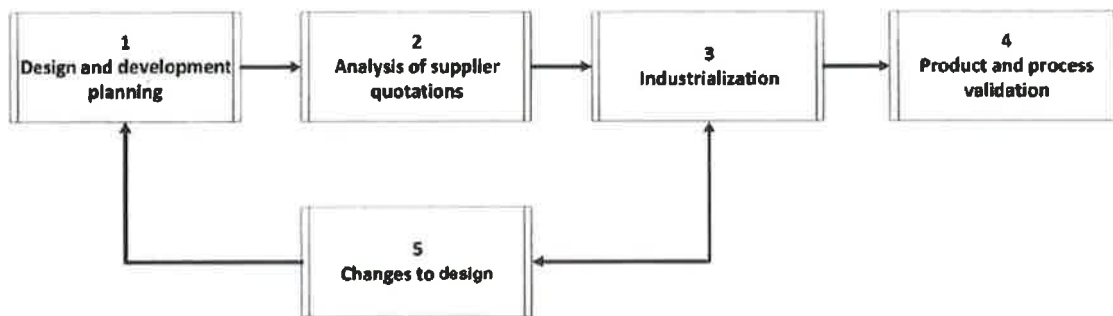 1
Design and development
planning
2
Analysis of supplier
quotations
3
Industrialization
4
Product and process
validation
5
Changes to design